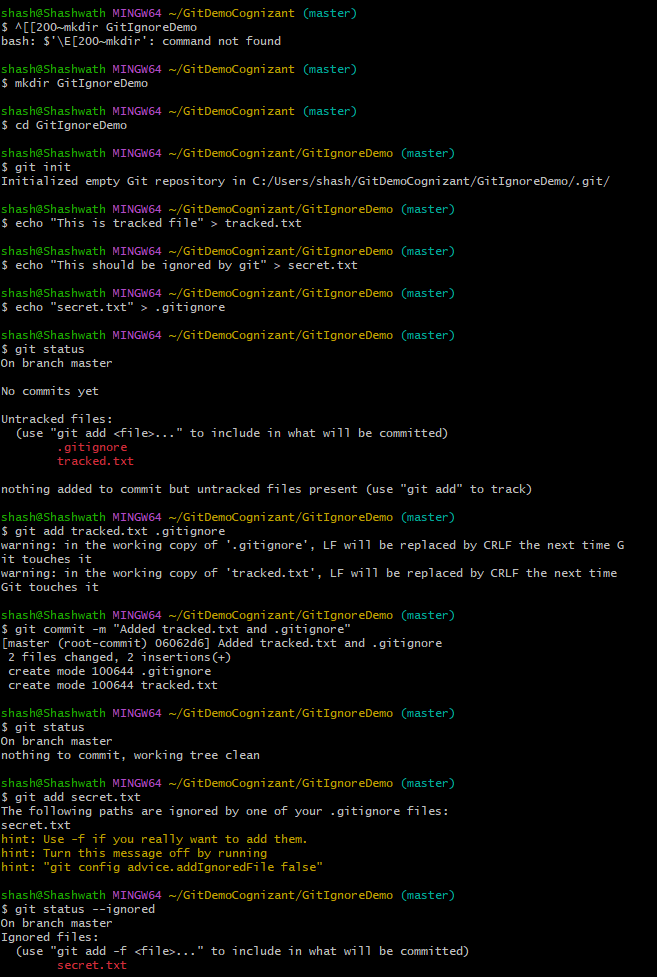 shash@Shashwath MINGW64 ~/GitDemoCognizant (master)
$ ^[[200~mkdir GitIgnoreDemo
bash: $'\E[200~mkdir': command not found
shash@Shashwath MINGW64 ~/GitDemoCognizant (master)
$ mkdir GitIgnoreDemo
shash@Shashwath MINGW64 ~/GitDemoCognizant (master)
$ cd GitIgnoreDemo
shash@Shashwath MINGW64 ~/GitDemoCognizant/GitIgnoreDemo (master)
$ git init
Initialized empty Git repository in C:/Users/shash/GitDemoCognizant/GitIgnoreDemo/.git/
shash@Shashwath MINGW64 ~/GitDemoCognizant/GitIgnoreDemo (master)
$ echo "This is tracked file" > tracked.txt
shash@Shashwath MINGW64 ~/GitDemoCognizant/GitIgnoreDemo (master)
$ echo "This should be ignored by git" > secret.txt
shash@Shashwath MINGW64 ~/GitDemoCognizant/GitIgnoreDemo (master)
$ echo "secret.txt" > .gitignore
shash@Shashwath MINGW64 ~/GitDemoCognizant/GitIgnoreDemo (master)
$ git status
On branch master
No commits yet
Untracked files:
  (use "git add <file>..." to include in what will be committed)
        .gitignore
        tracked.txt
nothing added to commit but untracked files present (use "git add" to track)
shash@Shashwath MINGW64 ~/GitDemoCognizant/GitIgnoreDemo (master)
$ git add tracked.txt .gitignore
warning: in the working copy of '.gitignore', LF will be replaced by CRLF the next time G
it touches it
warning: in the working copy of 'tracked.txt', LF will be replaced by CRLF the next time
Git touches it
shash@Shashwath MINGW64 ~/GitDemoCognizant/GitIgnoreDemo (master)
$ git commit -m "Added tracked.txt and .gitignore"
[master (root-commit) 06062d6] Added tracked.txt and .gitignore
 2 files changed, 2 insertions(+)
 create mode 100644 .gitignore
 create mode 100644 tracked.txt
shash@Shashwath MINGW64 ~/GitDemoCognizant/GitIgnoreDemo (master)
$ git status
On branch master
nothing to commit, working tree clean
shash@Shashwath MINGW64 ~/GitDemoCognizant/GitIgnoreDemo (master)
$ git add secret.txt
The following paths are ignored by one of your .gitignore files:
secret.txt
hint: Use -f if you really want to add them.
hint: Turn this message off by running
hint: "git config advice.addIgnoredFile false"
shash@Shashwath MINGW64 ~/GitDemoCognizant/GitIgnoreDemo (master)
$ git status --ignored
On branch master
Ignored files:
  (use "git add -f <file>..." to include in what will be committed)
        secret.txt